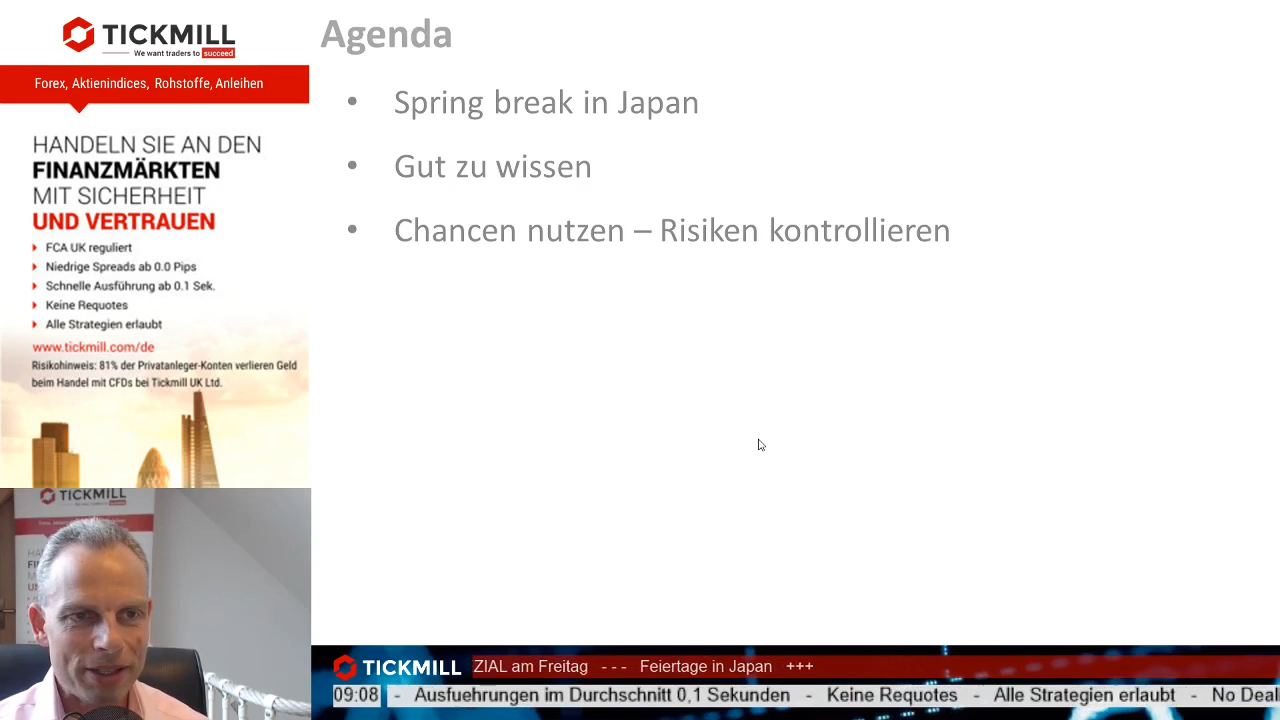 TICKMILL
We want traders to succeed
Forex, Aktienindices, Rohstoffe, Anleihen
HANDELN SIE AN DEN
FINANZMÄRKTEN
MIT SICHERHEIT
UND VERTRAUEN
FCA UK reguliert
Niedrige Spreads ab 0.0 Pips
Schnelle Ausführung ab 0.1 Sek.
Keine Requotes
Alle Strategien erlaubt
www.tickmill.com/de
Risikohinweis: 81% der Privatanleger-Konten verlieren Geld
beim Handel mit CFDs bei Tickmill UK Ltd.
Agenda
• Spring break in Japan
• Gut zu wissen
• Chancen nutzen – Risiken kontrollieren
TICKMILL
TICKMILL
ZIAL am Freitag - - - Feiertage in Japan +++
09:08 - Ausfuehrungen im Durchschnitt 0,1 Sekunden - Keine Requotes - Alle Strategien erlaubt - No Deal